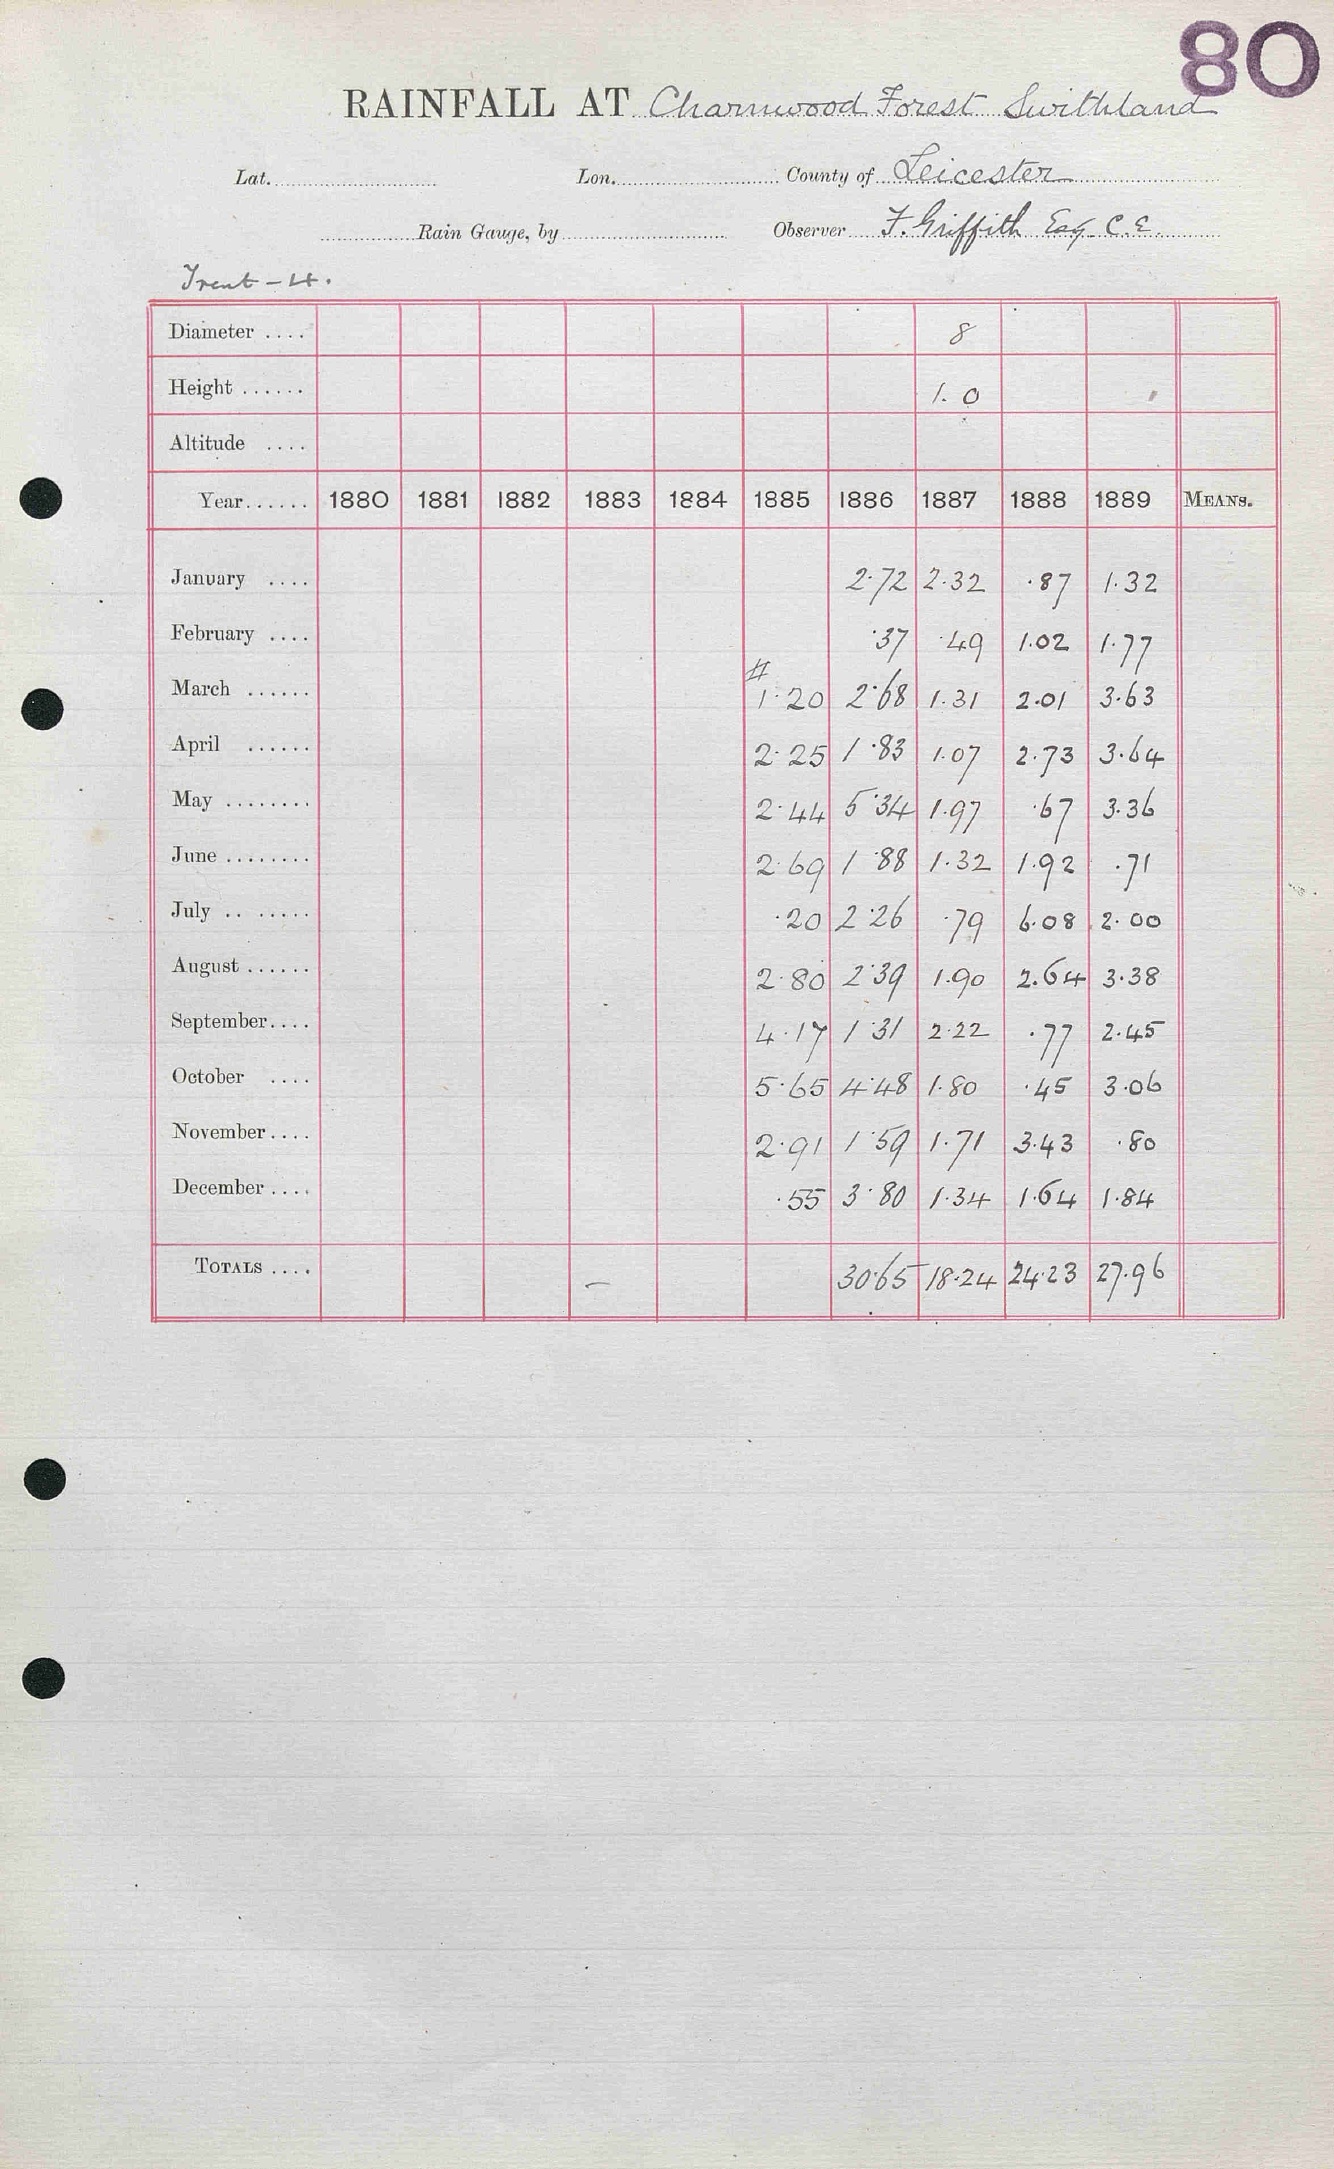 80
RAINFALL AT Charnwood Forest Swithland
Lat. Lon. County of Leicester
Rain Gauge, by Observer F. Griffith Esq. C.E.
Trent - 4.
Diameter .... 8
Height ...... 1. 0
Altitude ....
Year...... 1880 1881 1882 1883 1884 1885 1886 1887 1888 1889 MEANS.
January .... 2.72 2.32 .87 1.32
February .... .37 .49 1.02 1.77
#
March ...... 1.20 2.68 1.31 2.01 3.63
April ...... 2.25 1.83 1.07 2.73 3.64
May ........ 2.44 5.34 1.97 .67 3.36
June ........ 2.69 1.88 1.32 1.92 .71
July .. ...... .20 2.26 .79 6.08 2.00
August ...... 2.80 2.39 1.90 2.64 3.38
September.... 4.17 1.31 2.22 .77 2.45
October .... 5.65 4.48 1.80 .45 3.06
November.... 2.91 1.59 1.71 3.43 .80
December .... .55 3.80 1.34 1.64 1.84
TOTALS .... — 30.65 18.24 24.23 27.96